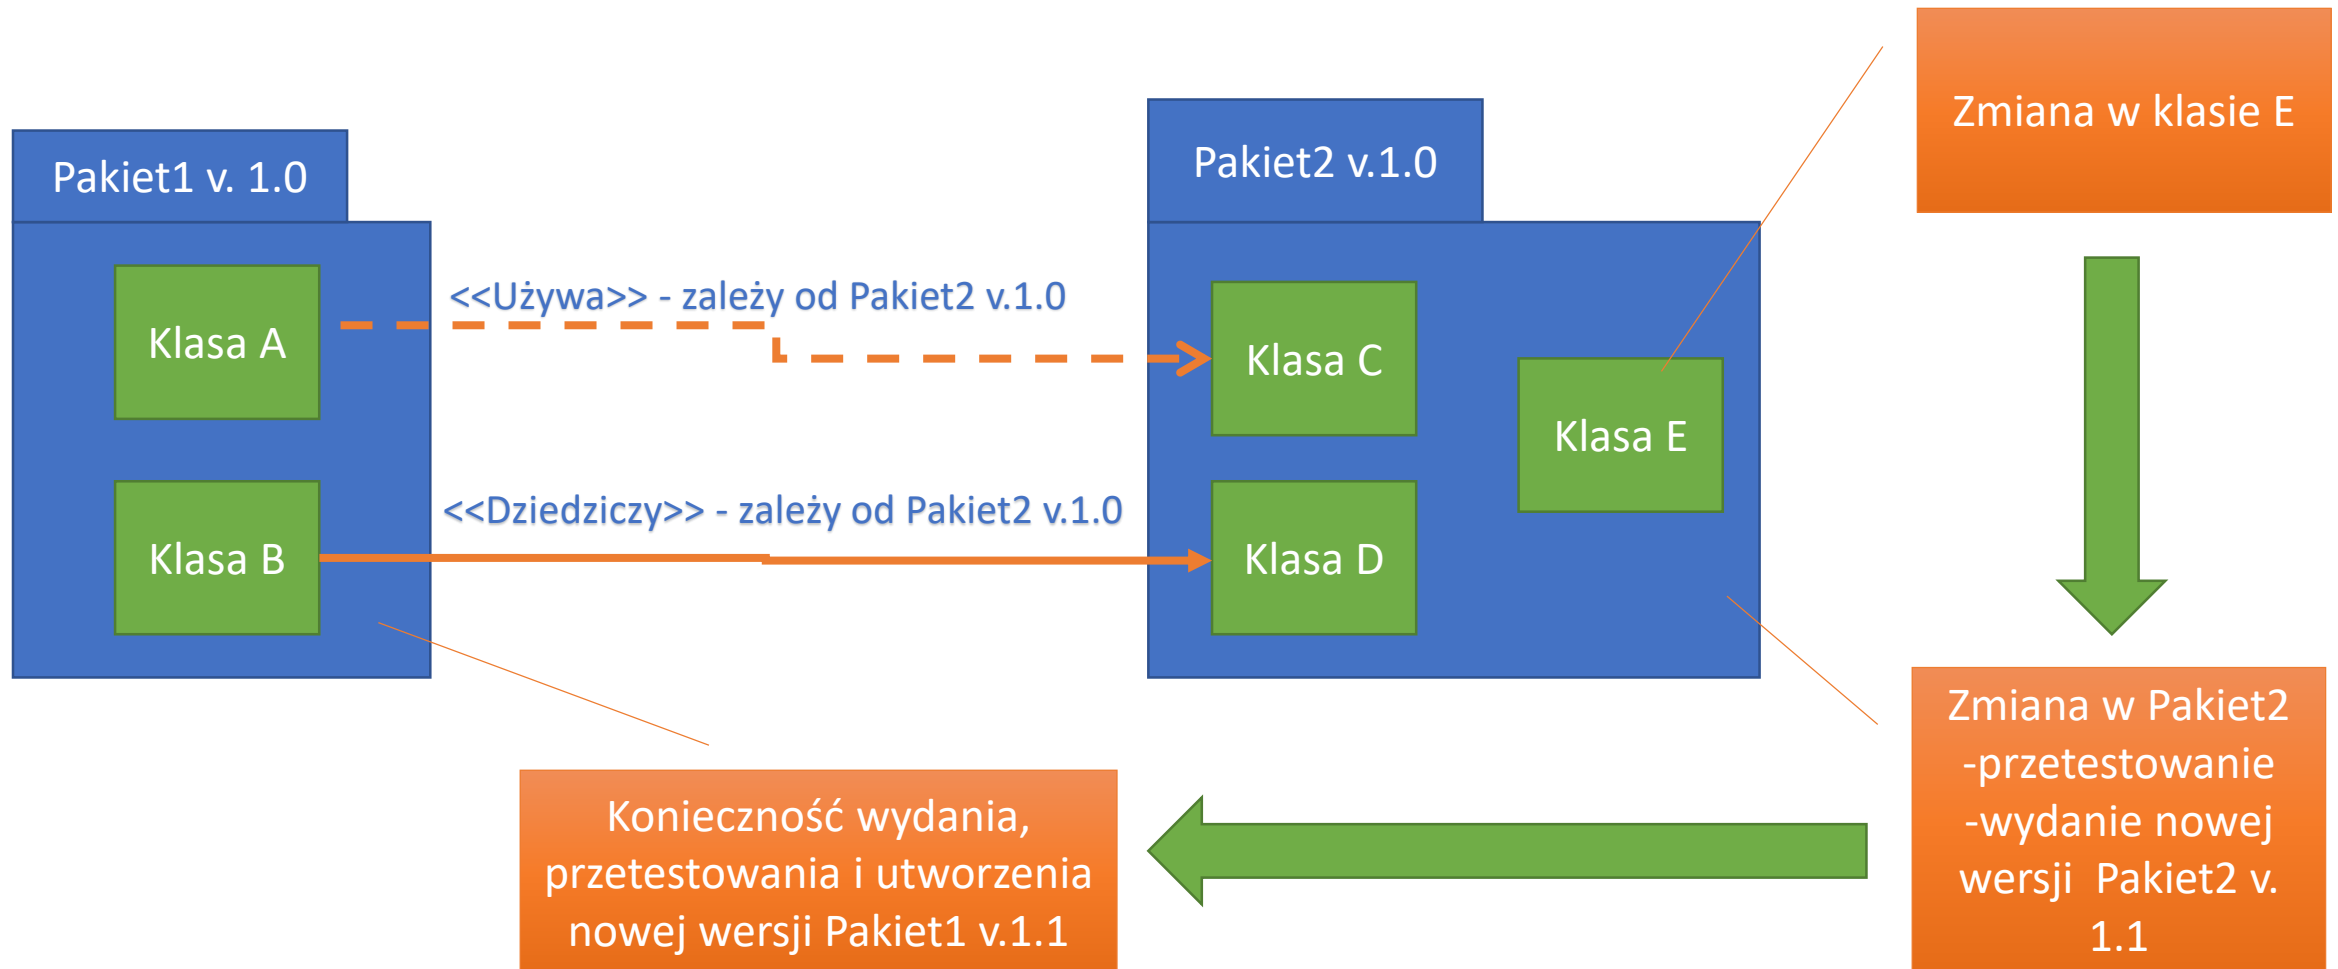 Pakiet1 v. 1.0
Klasa A
Klasa B
<<Używa>> - zależy od Pakiet2 v.1.0
<<Dziedziczy>> - zależy od Pakiet2 v.1.0
Pakiet2 v.1.0
Klasa C
Klasa D
Klasa E
Zmiana w klasie E
Zmiana w Pakiet2
-przetestowanie
-wydanie nowej
wersji Pakiet2 v.
1.1
Konieczność wydania,
przetestowania i utworzenia
nowej wersji Pakiet1 v.1.1